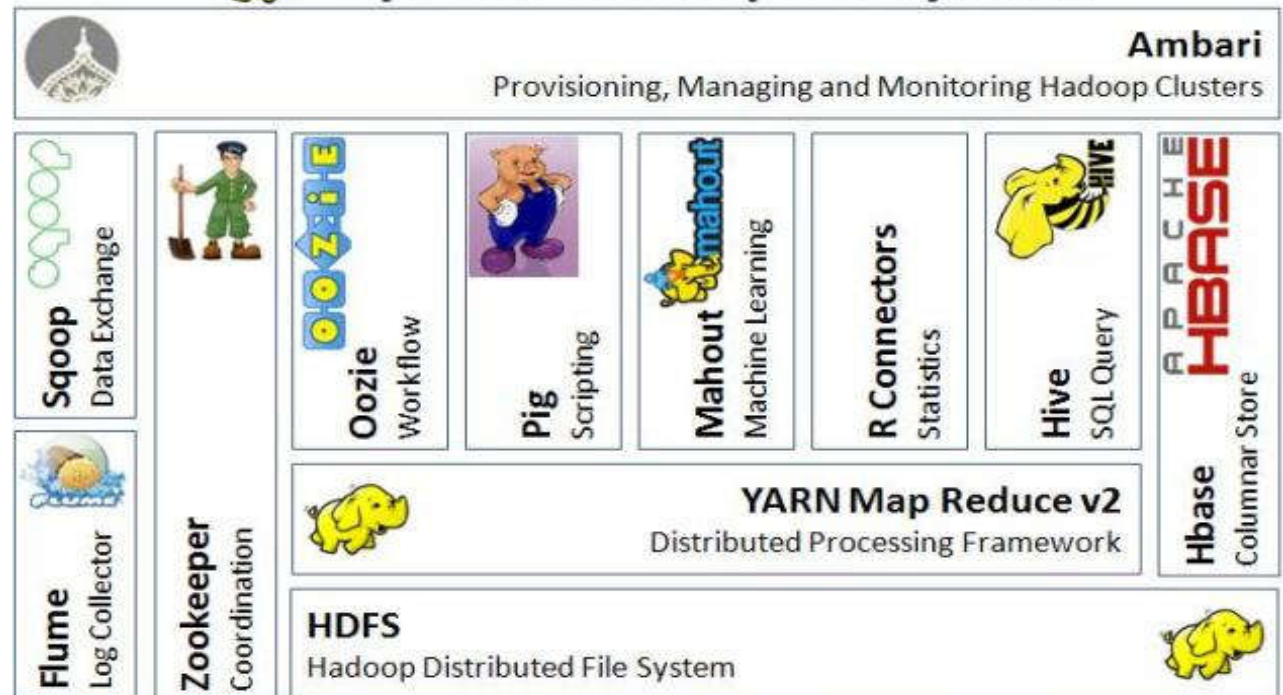 Ambari
Provisioning, Managing and Monitoring Hadoop Clusters
sqoop
Sqoop
Data Exchange
FLUME
Flume
Log Collector
Zookeeper
Coordination
OOZIE
Oozie
Workflow
Pig
Scripting
mahout
Mahout
Machine Learning
R Connectors
Statistics
HIVE
Hive
SQL Query
APACHE
HBASE
Hbase
Columnar Store
YARN Map Reduce v2
Distributed Processing Framework
HDFS
Hadoop Distributed File System